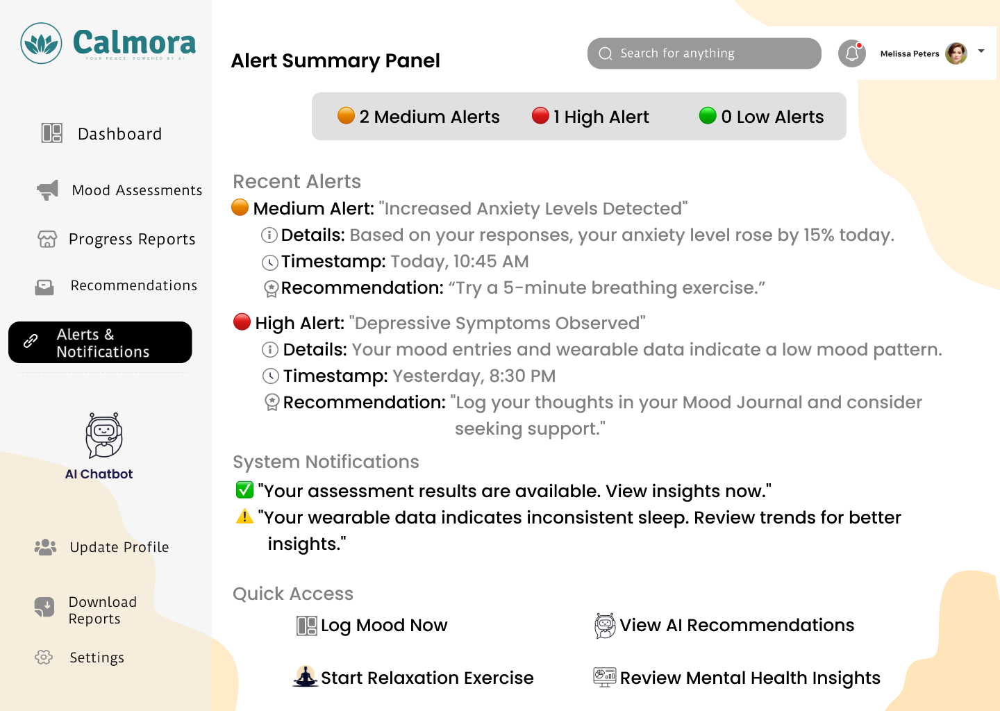 Calmora
YOUR PEACE, POWERED BY AI
Dashboard
Mood Assessments
Progress Reports
Recommendations
Alerts &
Notifications
AI Chatbot
Update Profile
Download
Reports
Settings
Alert Summary Panel
Search for anything
Melissa Peters
2 Medium Alerts
1 High Alert
0 Low Alerts
Recent Alerts
Medium Alert: "Increased Anxiety Levels Detected"
Details: Based on your responses, your anxiety level rose by 15% today.
Timestamp: Today, 10:45 AM
Recommendation: “Try a 5-minute breathing exercise.”
High Alert: "Depressive Symptoms Observed"
Details: Your mood entries and wearable data indicate a low mood pattern.
Timestamp: Yesterday, 8:30 PM
Recommendation: "Log your thoughts in your Mood Journal and consider
seeking support."
System Notifications
"Your assessment results are available. View insights now."
"Your wearable data indicates inconsistent sleep. Review trends for better
insights."
Quick Access
Log Mood Now
View AI Recommendations
Start Relaxation Exercise
Review Mental Health Insights